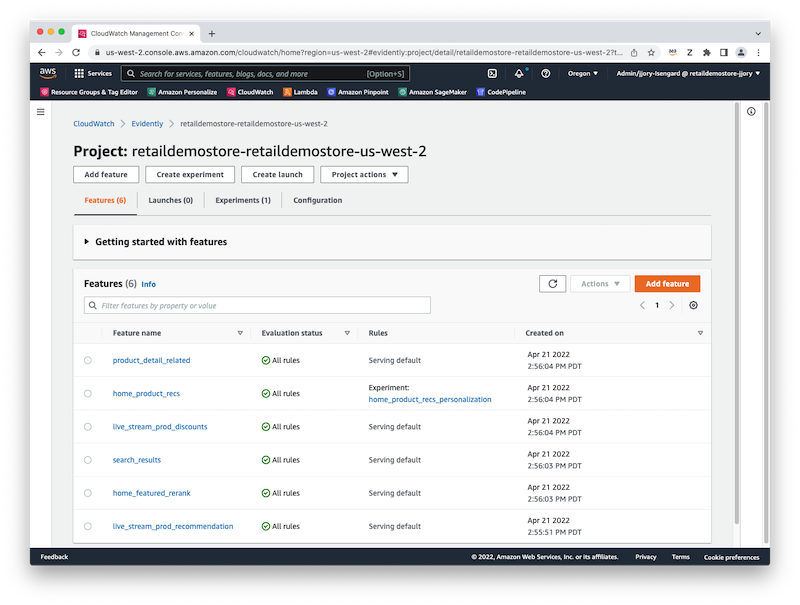 CloudWatch Management Con
us-west-2.console.aws.amazon.com/cloudwatch/home?region=us-west-2#evidently:project/detail/retaildemostore-retaildemostore-us-west-2?t...
aws
Services
Search for services, features, blogs, docs, and more
[Option+S]
Oregon
Admin/jjory-Isengard @ retaildemostore-jjory
Resource Groups & Tag Editor
Amazon Personalize
CloudWatch
Lambda
Amazon Pinpoint
Amazon SageMaker
CodePipeline
CloudWatch
Evidently
retaildemostore-retaildemostore-us-west-2
Project: retaildemostore-retaildemostore-us-west-2
Add feature
Create experiment
Create launch
Project actions
Features (6)
Launches (0)
Experiments (1)
Configuration
Getting started with features
Features (6) Info
Actions
Add feature
Filter features by property or value
1
Feature name
Evaluation status
Rules
Created on
product_detail_related
All rules
Serving default
Apr 21 2022
2:56:04 PM PDT
home_product_recs
All rules
Experiment:
home_product_recs_personalization
Apr 21 2022
2:56:04 PM PDT
live_stream_prod_discounts
All rules
Serving default
Apr 21 2022
2:56:04 PM PDT
search_results
All rules
Serving default
Apr 21 2022
2:56:03 PM PDT
home_featured_rerank
All rules
Serving default
Apr 21 2022
2:56:03 PM PDT
live_stream_prod_recommendation
All rules
Serving default
Apr 21 2022
2:55:51 PM PDT
Feedback
© 2022, Amazon Web Services, Inc. or its affiliates.
Privacy
Terms
Cookie preferences